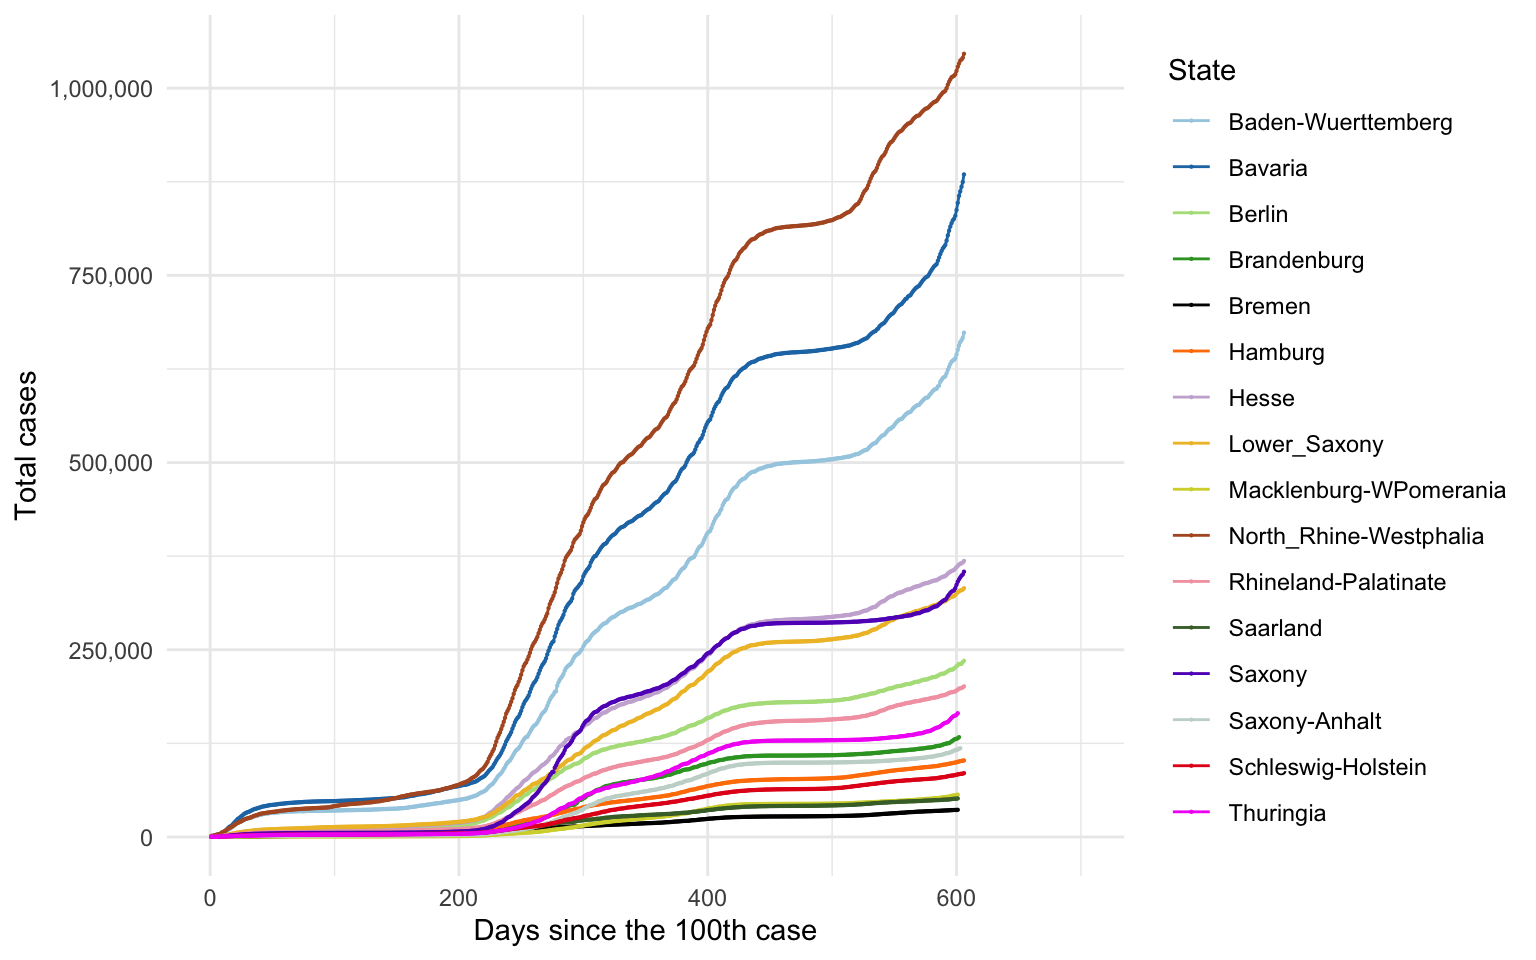 1,000,000
750,000
500,000
250,000
0
0
200
400
600
Total cases
Days since the 100th case
State
Baden-Wuerttemberg
Bavaria
Berlin
Brandenburg
Bremen
Hamburg
Hesse
Lower_Saxony
Macklenburg-WPomerania
North_Rhine-Westphalia
Rhineland-Palatinate
Saarland
Saxony
Saxony-Anhalt
Schleswig-Holstein
Thuringia